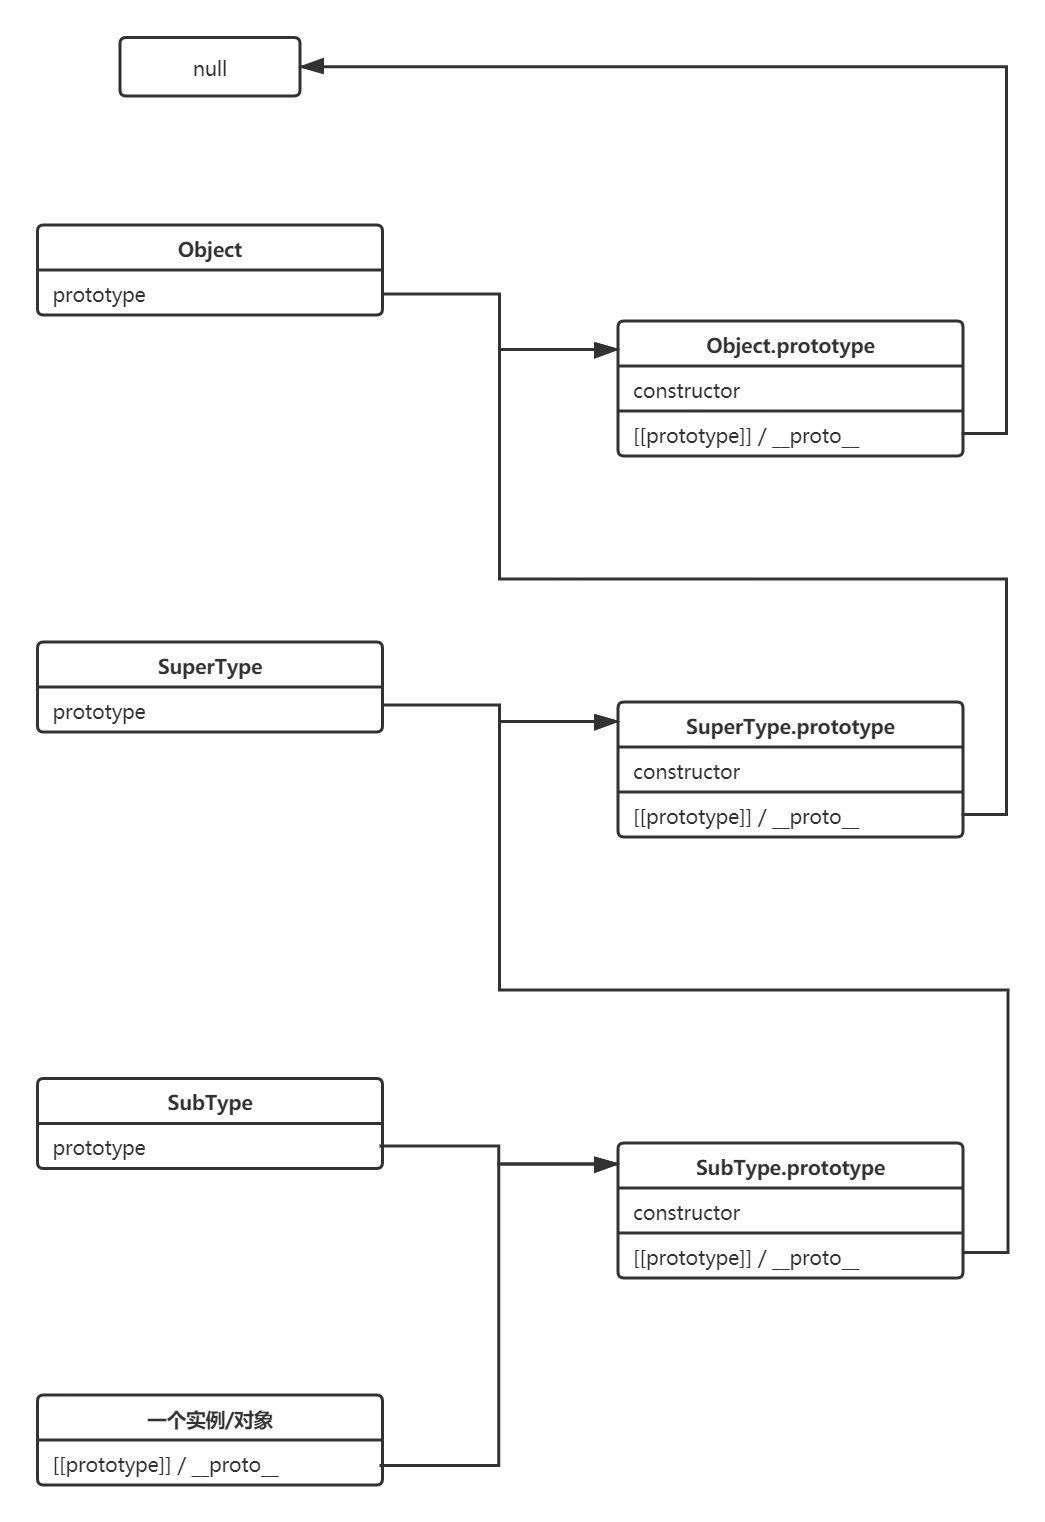 null
Object
prototype
Object.prototype
constructor
[[prototype]] / __proto__
SuperType
prototype
SuperType.prototype
constructor
[[prototype]] / __proto__
SubType
prototype
SubType.prototype
constructor
[[prototype]] / __proto__
一个实例/对象
[[prototype]] / __proto__